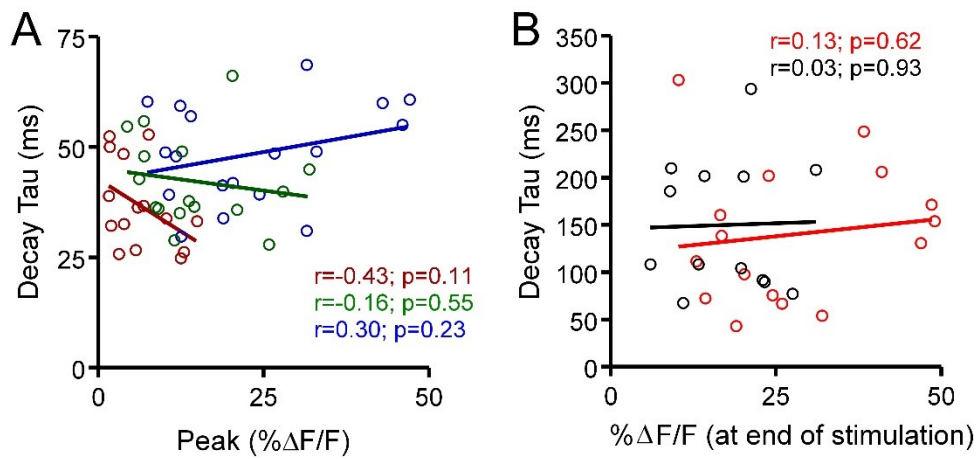 A
75
50
25
0
Decay Tau (ms)
r=-0.43; p=0.11
r=-0.16; p=0.55
r=0.30; p=0.23
0
25
50
Peak (%ΔF/F)
B
350
300
250
200
150
100
50
0
Decay Tau (ms)
r=0.13; p=0.62
r=0.03; p=0.93
0
25
50
%ΔF/F (at end of stimulation)